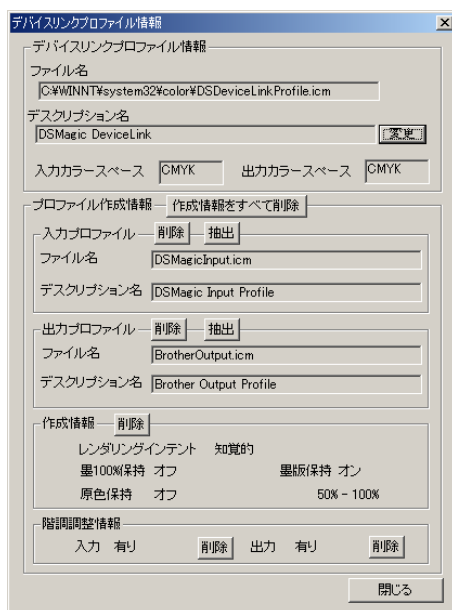 デバイスリンクプロファイル情報
デバイスリンクプロファイル情報
ファイル名
C:¥WINNT¥system32¥color¥DSDeviceLinkProfile.icm
デスクリプション名
DSMagic DeviceLink 変更
入力カラースペース CMYK 出力カラースペース CMYK
プロファイル作成情報 作成情報をすべて削除
入力プロファイル 削除 抽出
ファイル名 DSMagicInput.icm
デスクリプション名 DSMagic Input Profile
出力プロファイル 削除 抽出
ファイル名 BrotherOutput.icm
デスクリプション名 Brother Output Profile
作成情報 削除
レンダリングインテント 知覚的
墨100%保持 オフ 墨版保持 オン
原色保持 オフ 50% - 100%
階調調整情報
入力 有り 削除 出力 有り 削除
閉じる